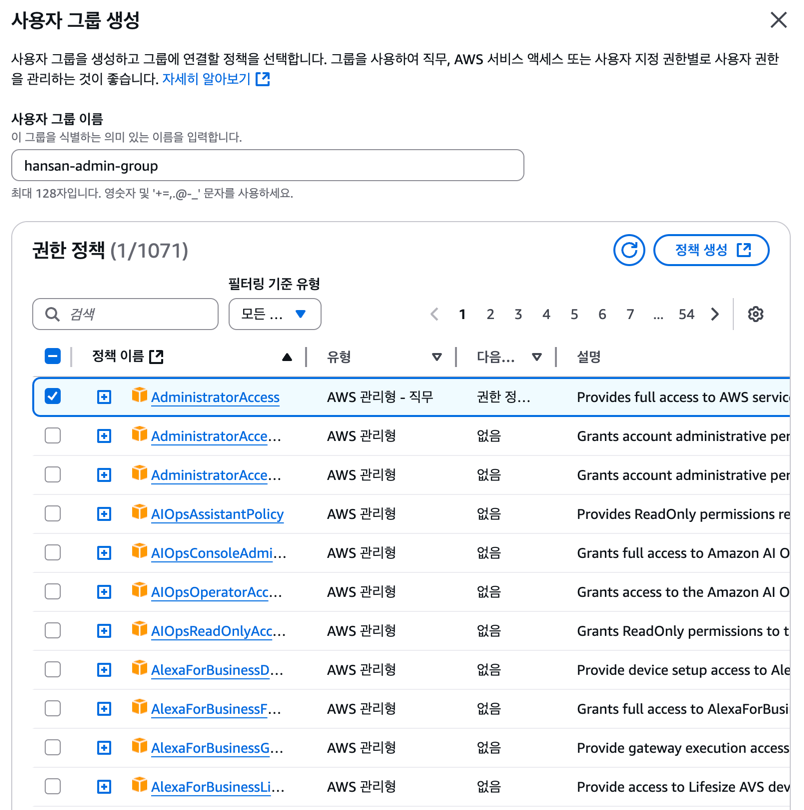 사용자 그룹 생성
사용자 그룹을 생성하고 그룹에 연결할 정책을 선택합니다. 그룹을 사용하여 직무, AWS 서비스 액세스 또는 사용자 지정 권한별로 사용자 권한
을 관리하는 것이 좋습니다. 자세히 알아보기
사용자 그룹 이름
이 그룹을 식별하는 의미 있는 이름을 입력합니다.
hansan-admin-group
최대 128자입니다. 영숫자 및 '+=,.@-_' 문자를 사용하세요.
권한 정책 (1/1071)
정책 생성
필터링 기준 유형
검색
모든 ...
1 2 3 4 5 6 7 ... 54
정책 이름 유형 다음... 설명
AdministratorAccess AWS 관리형 - 직무 권한 정... Provides full access to AWS service
AdministratorAcce... AWS 관리형 없음 Grants account administrative per
AdministratorAcce... AWS 관리형 없음 Grants account administrative per
AIOpsAssistantPolicy AWS 관리형 없음 Provides ReadOnly permissions re
AIOpsConsoleAdmi... AWS 관리형 없음 Grants full access to Amazon AI O
AIOpsOperatorAcc... AWS 관리형 없음 Grants access to the Amazon AI O
AIOpsReadOnlyAcc... AWS 관리형 없음 Grants ReadOnly permissions to t
AlexaForBusinessD... AWS 관리형 없음 Provide device setup access to Ale
AlexaForBusinessF... AWS 관리형 없음 Grants full access to AlexaForBusi
AlexaForBusinessG... AWS 관리형 없음 Provide gateway execution access
AlexaForBusinessLi... AWS 관리형 없음 Provide access to Lifesize AVS dev